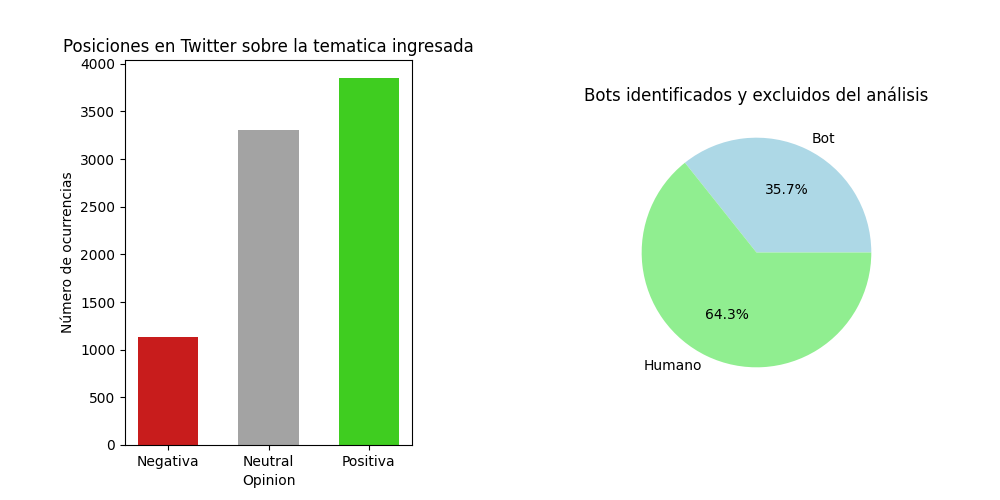 Posiciones en Twitter sobre la tematica ingresada
Número de ocurrencias
4000
3500
3000
2500
2000
1500
1000
500
0
Negativa
Neutral
Positiva
Opinion
Bots identificados y excluidos del análisis
Bot
35.7%
64.3%
Humano